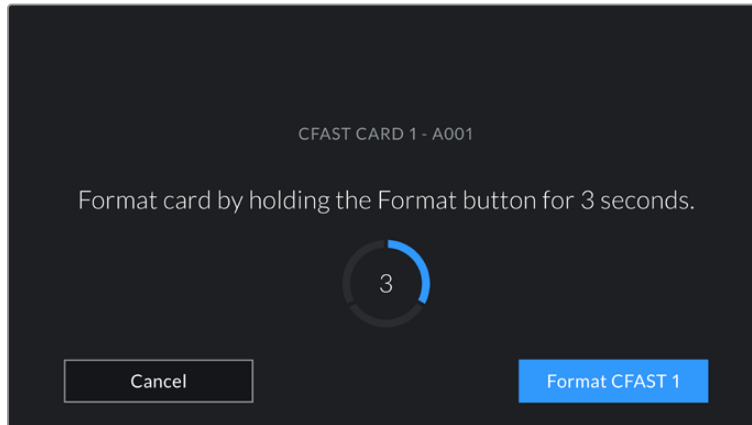 CFAST CARD 1 - A001
Format card by holding the Format button for 3 seconds.
3
Cancel
Format CFAST 1